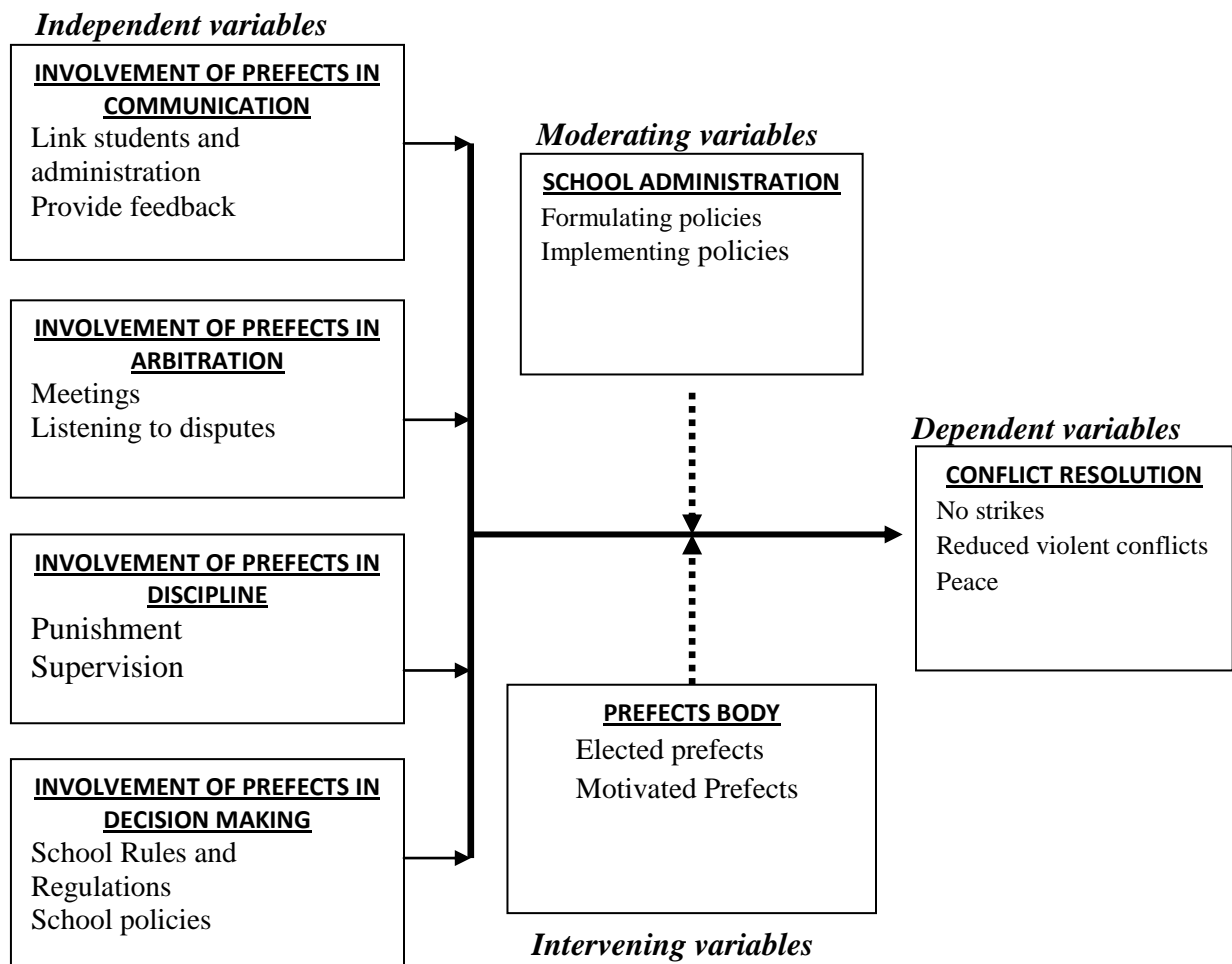 Independent variables
INVOLVEMENT OF PREFECTS IN
COMMUNICATION
Link students and
administration
Provide feedback
INVOLVEMENT OF PREFECTS IN
ARBITRATION
Meetings
Listening to disputes
INVOLVEMENT OF PREFECTS IN
DISCIPLINE
Punishment
Supervision
INVOLVEMENT OF PREFECTS IN
DECISION MAKING
School Rules and
Regulations
School policies
Moderating variables
SCHOOL ADMINISTRATION
Formulating policies
Implementing policies
PREFECTS BODY
Elected prefects
Motivated Prefects
Intervening variables
Dependent variables
CONFLICT RESOLUTION
No strikes
Reduced violent conflicts
Peace